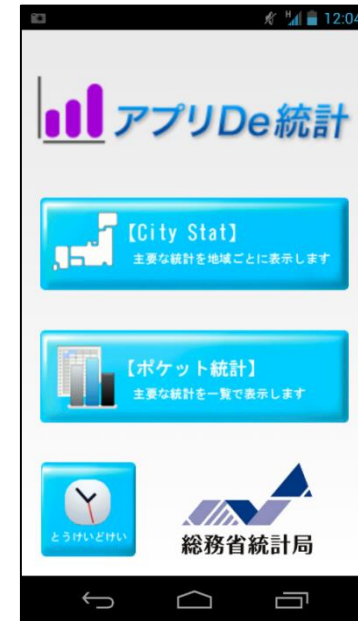 H 12:04
アプリDe統計
【City Stat】
主要な統計を地域ごとに表示します
【ポケット統計】
主要な統計を一覧で表示します
とうけいどけい
総務省統計局